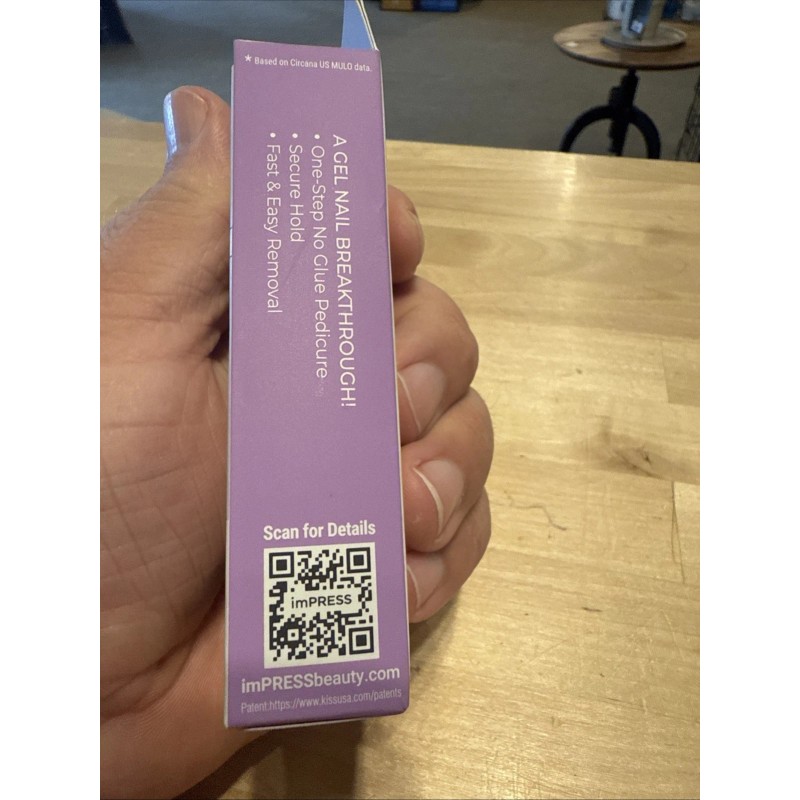 * Based on Circana US MULO data.
A GEL NAIL BREAKTHROUGH!
• One-Step No Glue Pedicure
• Secure Hold
• Fast & Easy Removal
Scan for Details
imPRESS
imPRESSbeauty.com
Patent:https://www.kissusa.com/patents